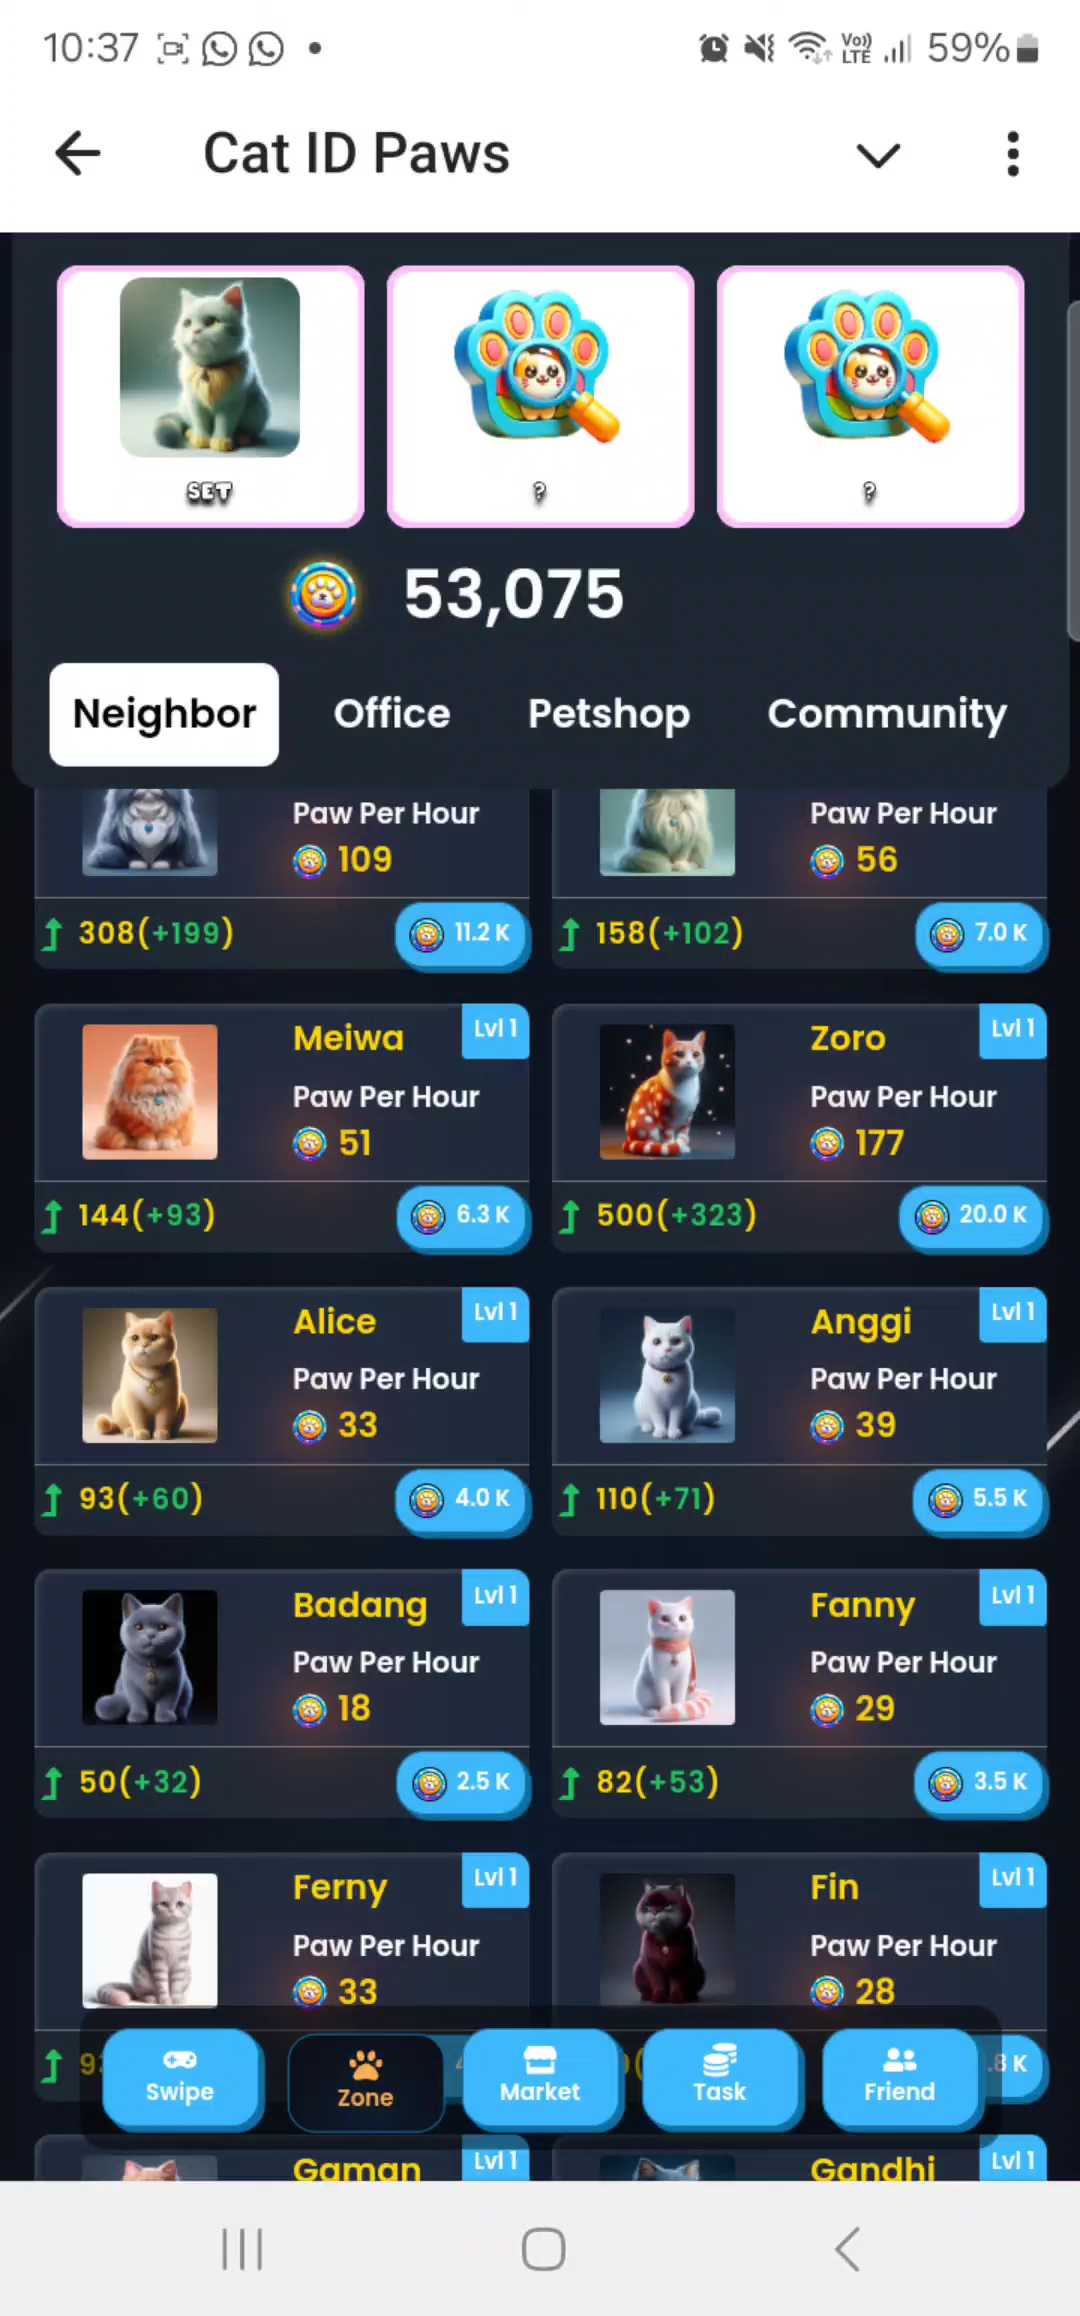 10:37 Vo)) LTE 59%
Cat ID Paws
SET ? ?
53,075
Neighbor Office Petshop Community
Paw Per Hour Paw Per Hour
109 56
308(+199) 11.2 K 158(+102) 7.0 K
Meiwa Lvl 1 Zoro Lvl 1
Paw Per Hour Paw Per Hour
51 177
144(+93) 6.3 K 500(+323) 20.0 K
Alice Lvl 1 Anggi Lvl 1
Paw Per Hour Paw Per Hour
33 39
93(+60) 4.0 K 110(+71) 5.5 K
Badang Lvl 1 Fanny Lvl 1
Paw Per Hour Paw Per Hour
18 29
50(+32) 2.5 K 82(+53) 3.5 K
Ferny Lvl 1 Fin Lvl 1
Paw Per Hour Paw Per Hour
33 28
Swipe Zone Market Task Friend
Gaman Lvl 1 Gandhi Lvl 1